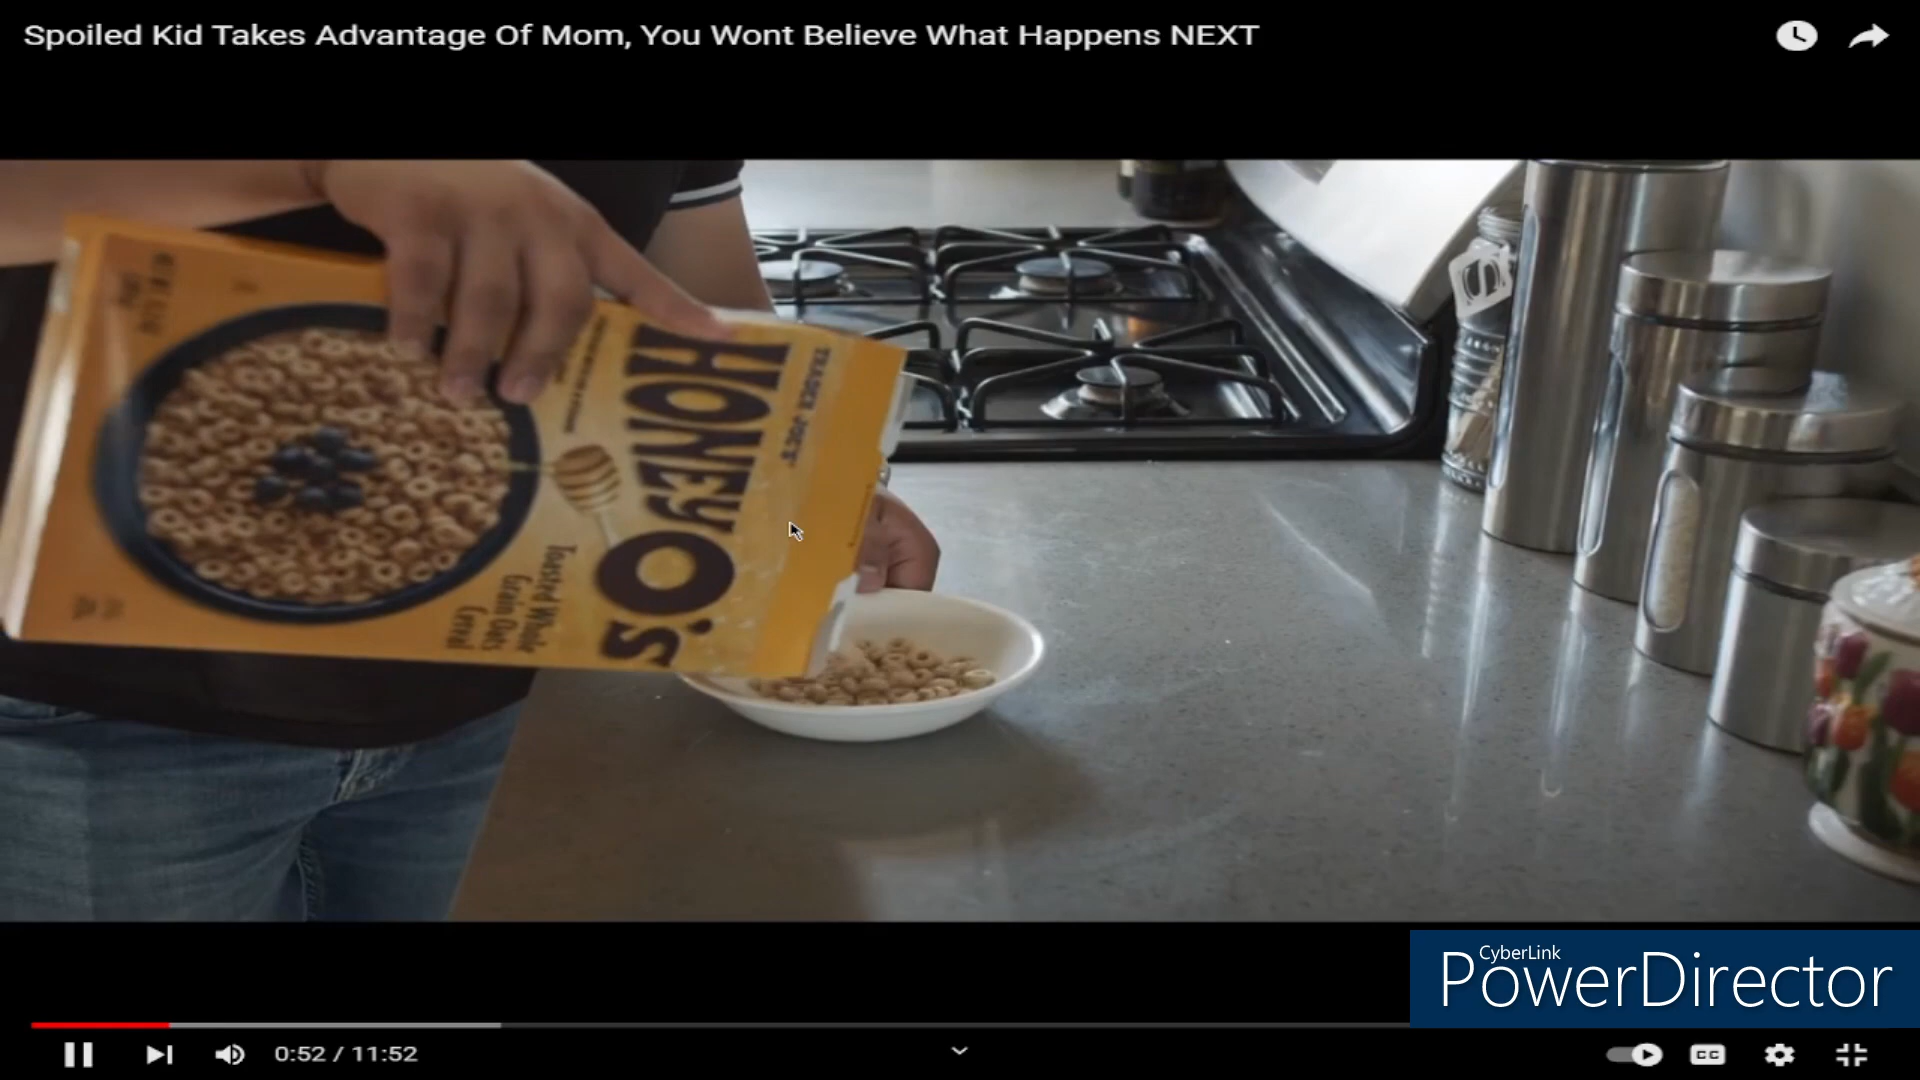 Spoiled Kid Takes Advantage Of Mom, You Wont Believe What Happens NEXT
TRADER JOE'S
HONEY
O's
Toasted Whole
Grain Oats
Cereal
CyberLink
PowerDirector
0:52 / 11:52
CC